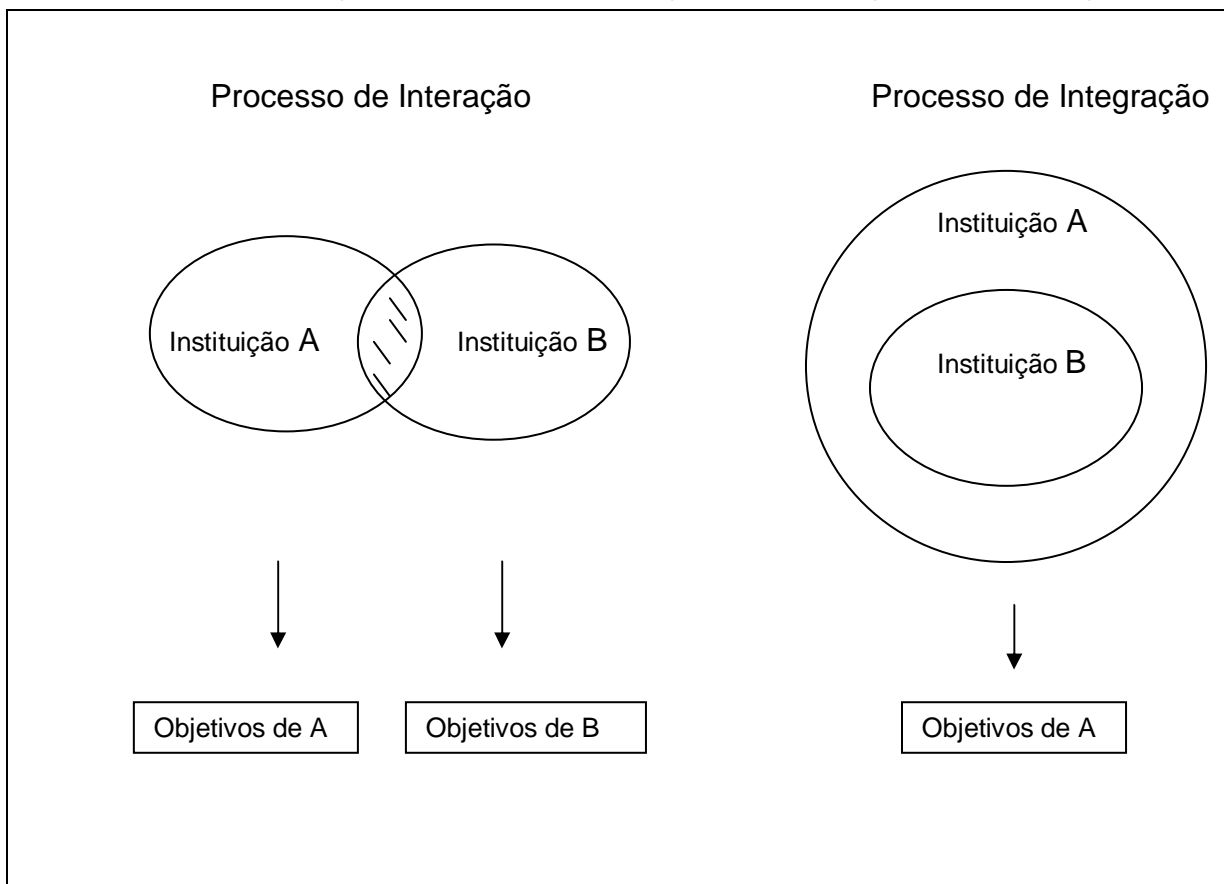 Processo de Interação
Processo de Integração
Instituição A
Instituição B
Instituição A
Instituição B
Objetivos de A
Objetivos de B
Objetivos de A